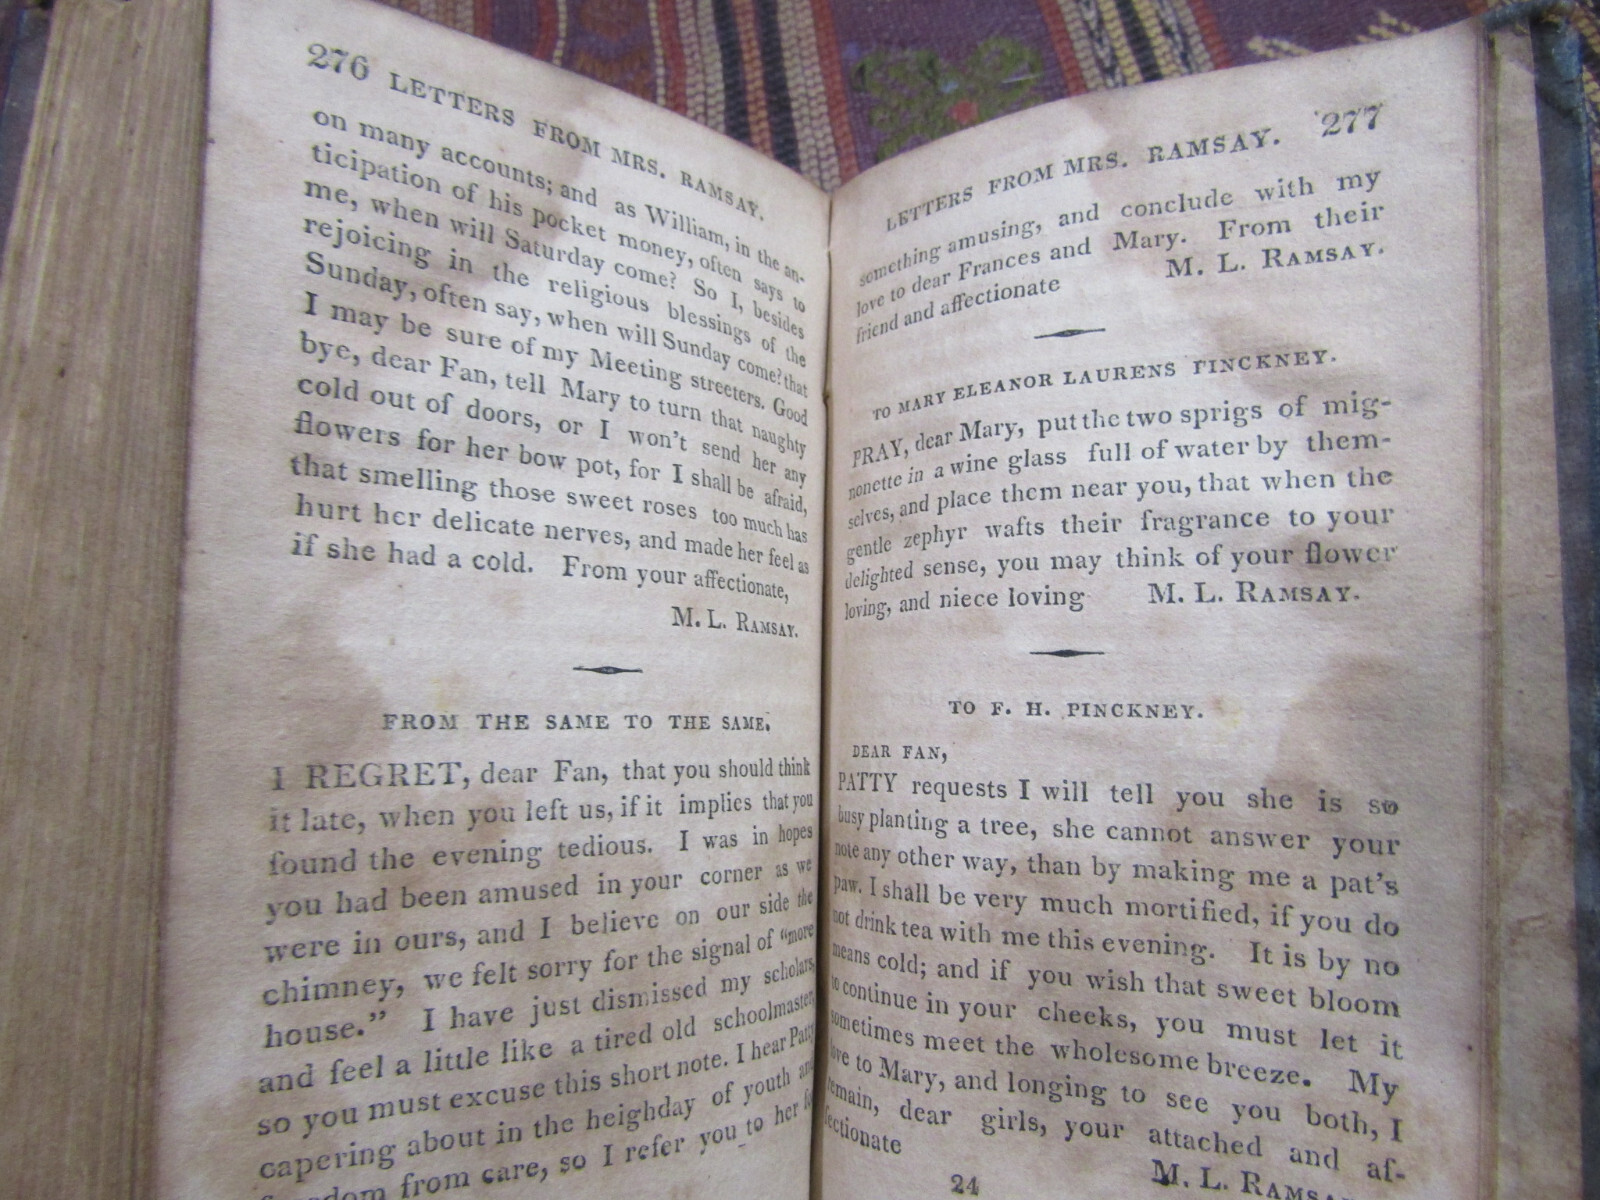 276 LETTERS FROM MRS. RAMSAY.
on many accounts; and as William, in the an-
ticipation of his pocket money, often says to
me, when will Saturday come? So I, besides
rejoicing in the religious blessings of the
Sunday, often say, when will Sunday come? that
I may be sure of my Meeting streeters. Good
bye, dear Fan, tell Mary to turn that naughty
cold out of doors, or I won't send her any
flowers for her bow pot, for I shall be afraid,
that smelling those sweet roses too much has
hurt her delicate nerves, and made her feel as
if she had a cold. From your affectionate,
M. L. RAMSAY.
FROM THE SAME TO THE SAME.
I REGRET, dear Fan, that you should think
it late, when you left us, if it implies that you
found the evening tedious. I was in hopes
you had been amused in your corner as we
were in ours, and I believe on our side the
chimney, we felt sorry for the signal of "more
house." I have just dismissed my scholars,
and feel a little like a tired old schoolmaster,
so you must excuse this short note. I hear Patty
capering about in the heighday of youth and
from care, so I refer you to her
LETTERS FROM MRS. RAMSAY. 277
something amusing, and conclude with my
love to dear Frances and Mary. From their
friend and affectionate M. L. RAMSAY.
TO MARY ELEANOR LAURENS PINCKNEY.
PRAY, dear Mary, put the two sprigs of mig-
nonette in a wine glass full of water by them-
selves, and place them near you, that when the
gentle zephyr wafts their fragrance to your
delighted sense, you may think of your flower
loving, and niece loving M. L. RAMSAY.
TO F. H. PINCKNEY.
DEAR FAN,
PATTY requests I will tell you she is so
busy planting a tree, she cannot answer your
note any other way, than by making me a pat's
paw. I shall be very much mortified, if you do
not drink tea with me this evening. It is by no
means cold; and if you wish that sweet bloom
to continue in your cheeks, you must let it
sometimes meet the wholesome breeze. My
love to Mary, and longing to see you both, I
remain, dear girls, your attached and af-
fectionate
M. L. RAMSAY
24